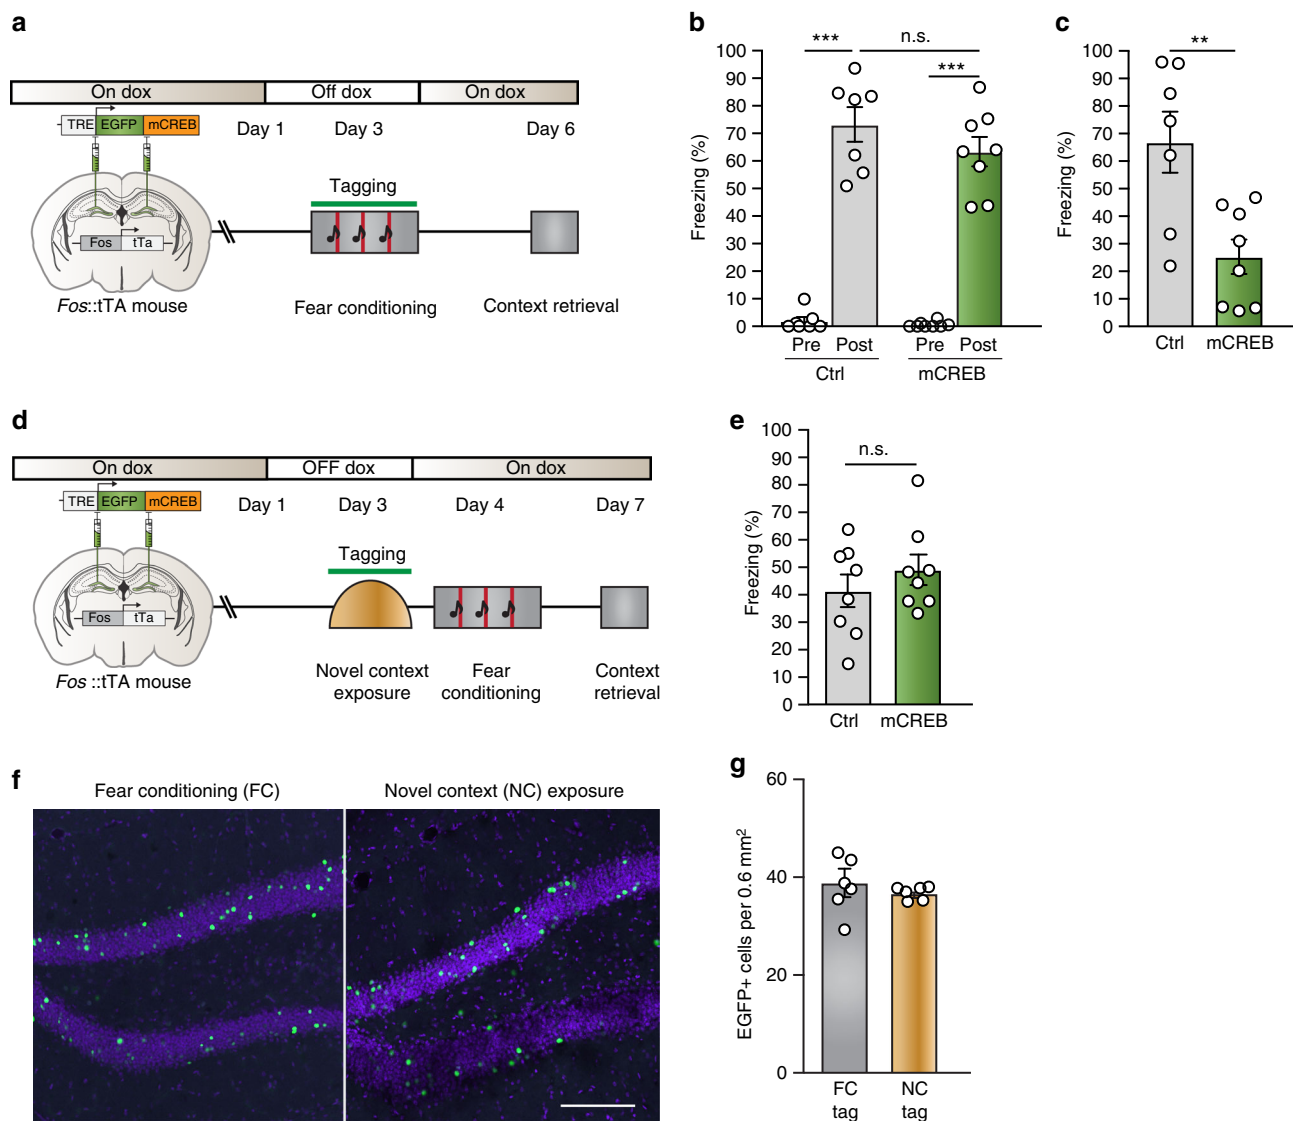 a
On dox
Off dox
On dox
TRE EGFP mCREB
Day 1
Day 3
Day 6
Tagging
Fos tTa
Fos::tTA mouse
Fear conditioning
Context retrieval
b
Freezing (%)
100
90
80
70
60
50
40
30
20
10
0
***
n.s.
***
Pre Post Pre Post
Ctrl mCREB
c
Freezing (%)
100
90
80
70
60
50
40
30
20
10
0
**
Ctrl mCREB
d
On dox
OFF dox
On dox
TRE EGFP mCREB
Day 1
Day 3
Day 4
Day 7
Tagging
Fos tTa
Fos ::tTA mouse
Novel context
exposure
Fear
conditioning
Context
retrieval
e
Freezing (%)
100
90
80
70
60
50
40
30
20
10
0
n.s.
Ctrl mCREB
f
Fear conditioning (FC)
Novel context (NC) exposure
g
EGFP+ cells per 0.6 mm²
60
40
20
0
FC
tag
NC
tag